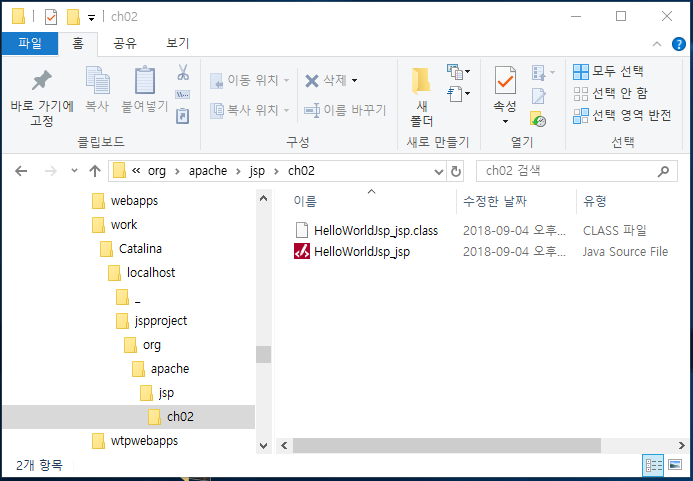 ch02
파일 홈 공유 보기
바로 가기에 고정 복사 붙여넣기
이동 위치 삭제
복사 위치 이름 바꾸기
새 폴더
속성
모두 선택
선택 안 함
선택 영역 반전
클립보드 구성 새로 만들기 열기 선택
« org apache jsp ch02 ch02 검색
webapps
work
Catalina
localhost
_
jspproject
org
apache
jsp
ch02
wtpwebapps
이름 수정한 날짜 유형
HelloWorldJsp_jsp.class 2018-09-04 오후... CLASS 파일
HelloWorldJsp_jsp 2018-09-04 오후... Java Source File
2개 항목